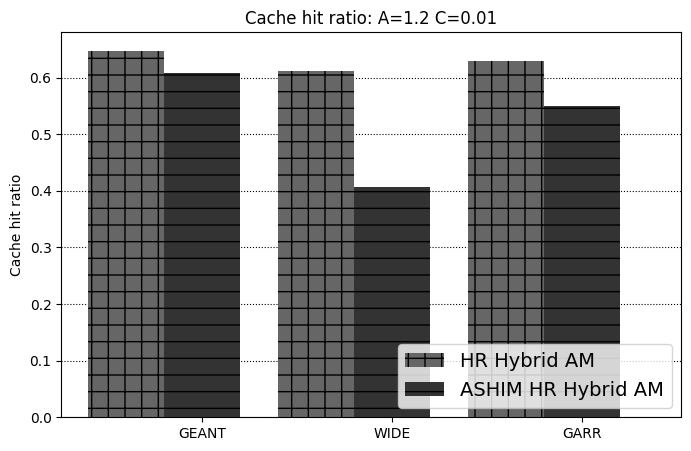 Cache hit ratio: A=1.2 C=0.01
Cache hit ratio
0.6
0.5
0.4
0.3
0.2
0.1
0.0
GEANT
WIDE
GARR
HR Hybrid AM
ASHIM HR Hybrid AM